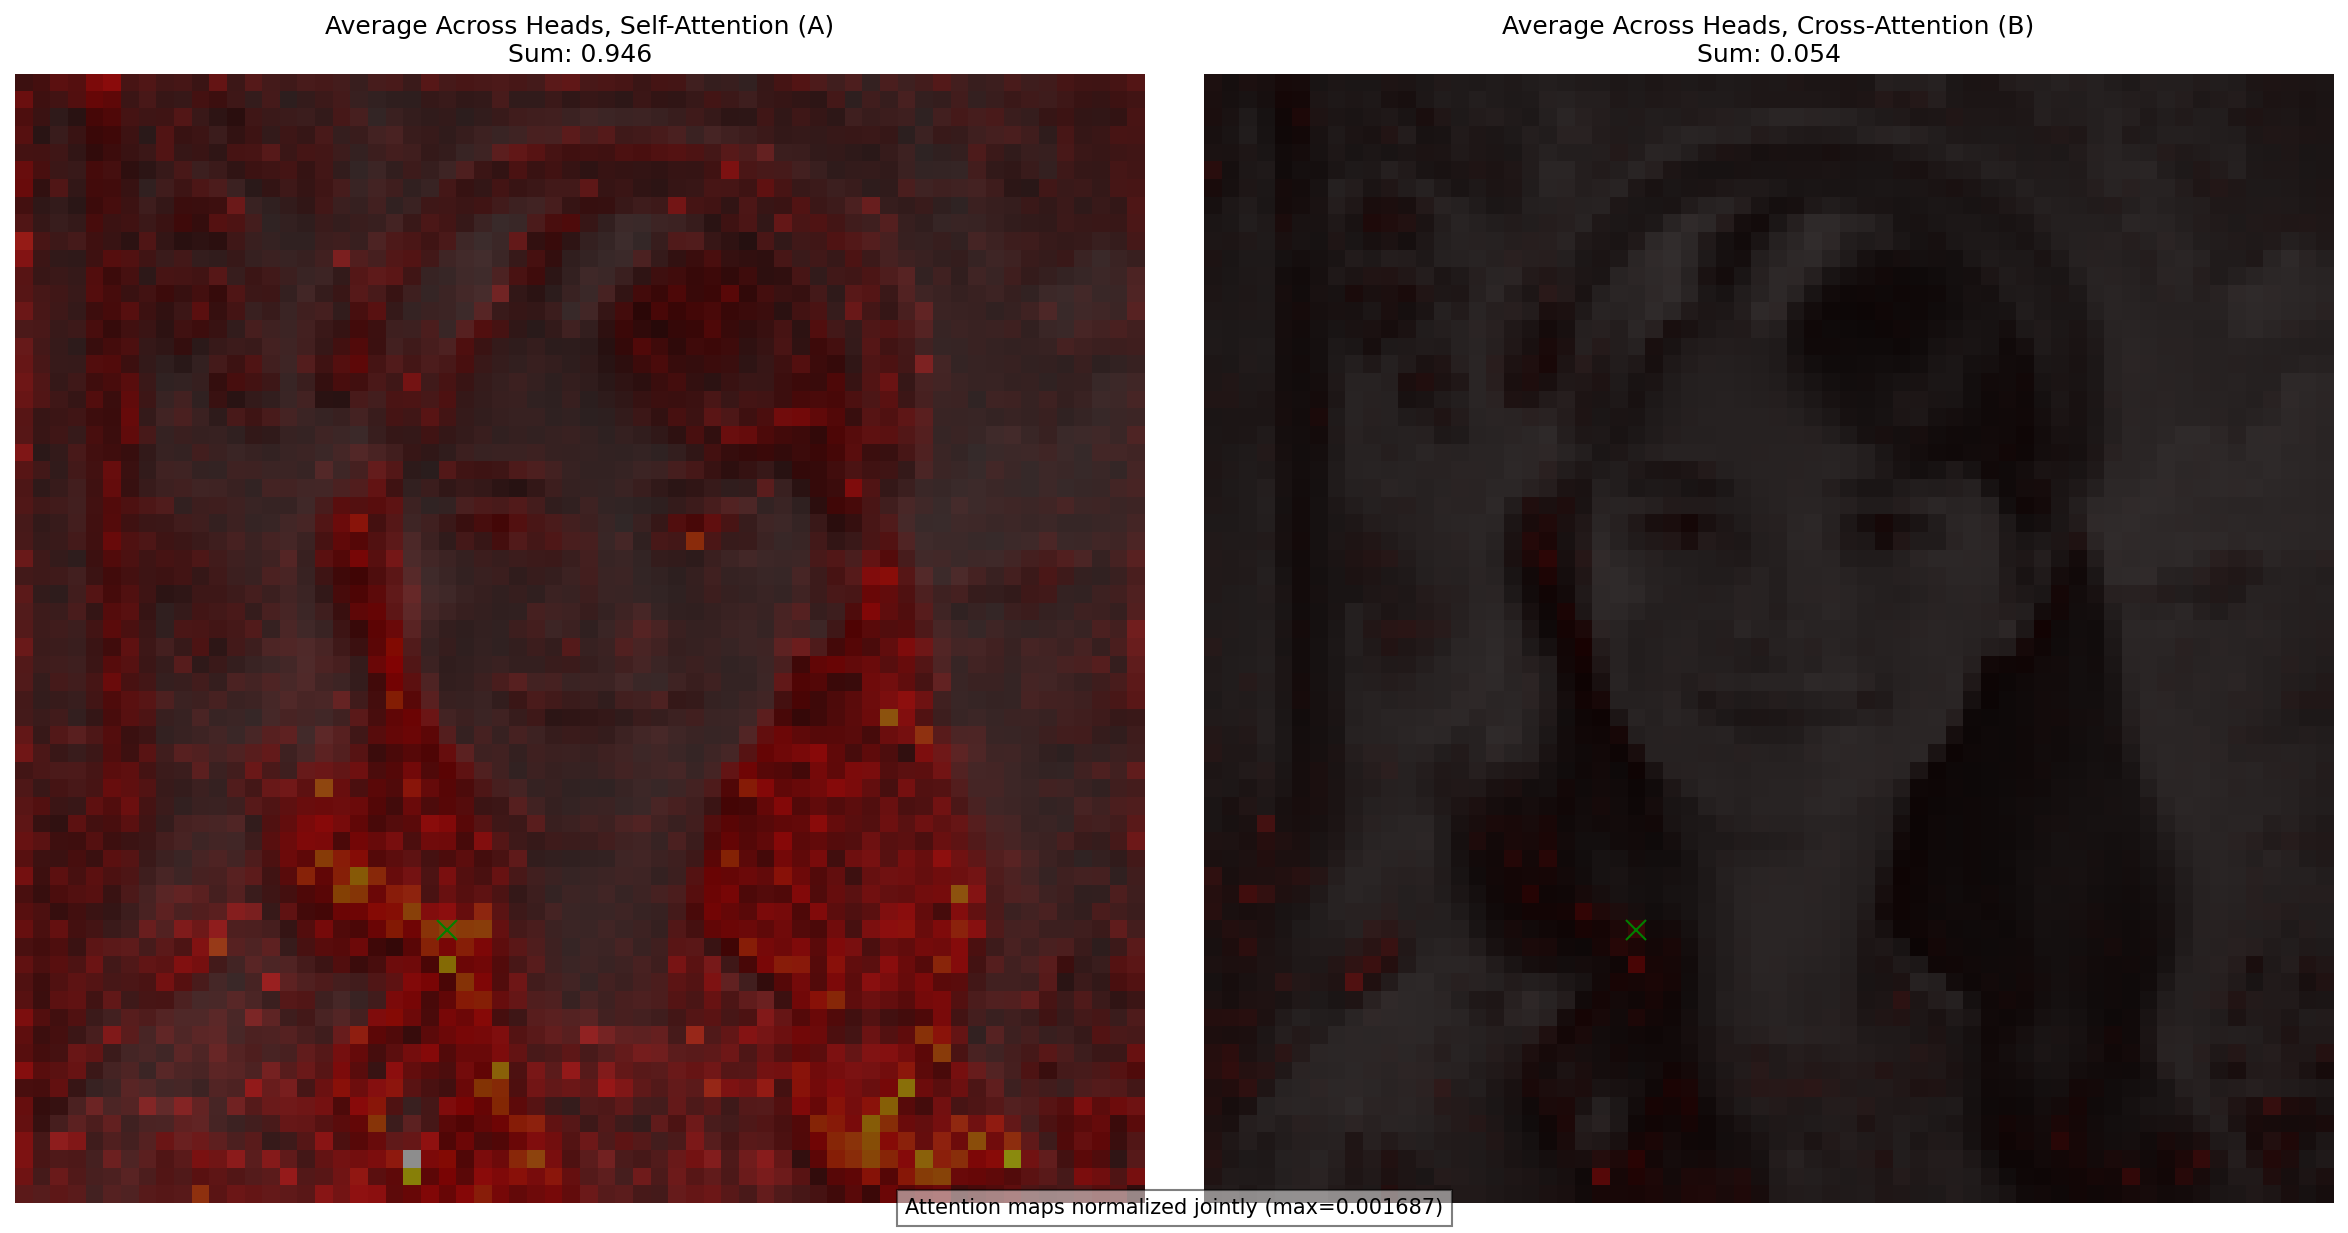 Average Across Heads, Self-Attention (A)
Sum: 0.946
Average Across Heads, Cross-Attention (B)
Sum: 0.054
Attention maps normalized jointly (max=0.001687)